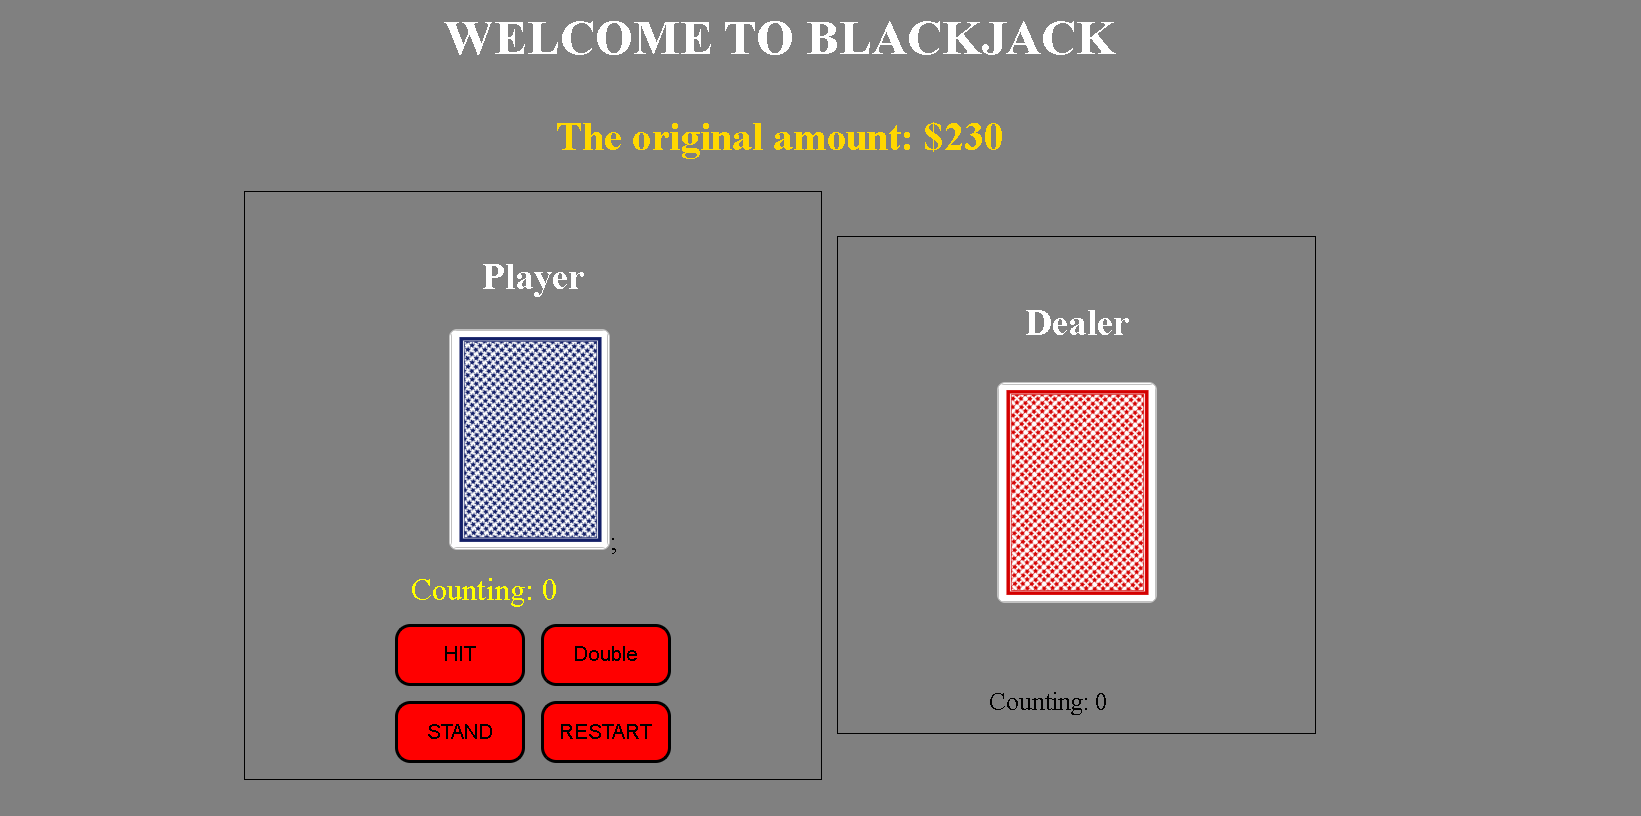 WELCOME TO BLACKJACK
The original amount: $230
Player
;
Counting: 0
HIT
Double
STAND
RESTART
Dealer
Counting: 0